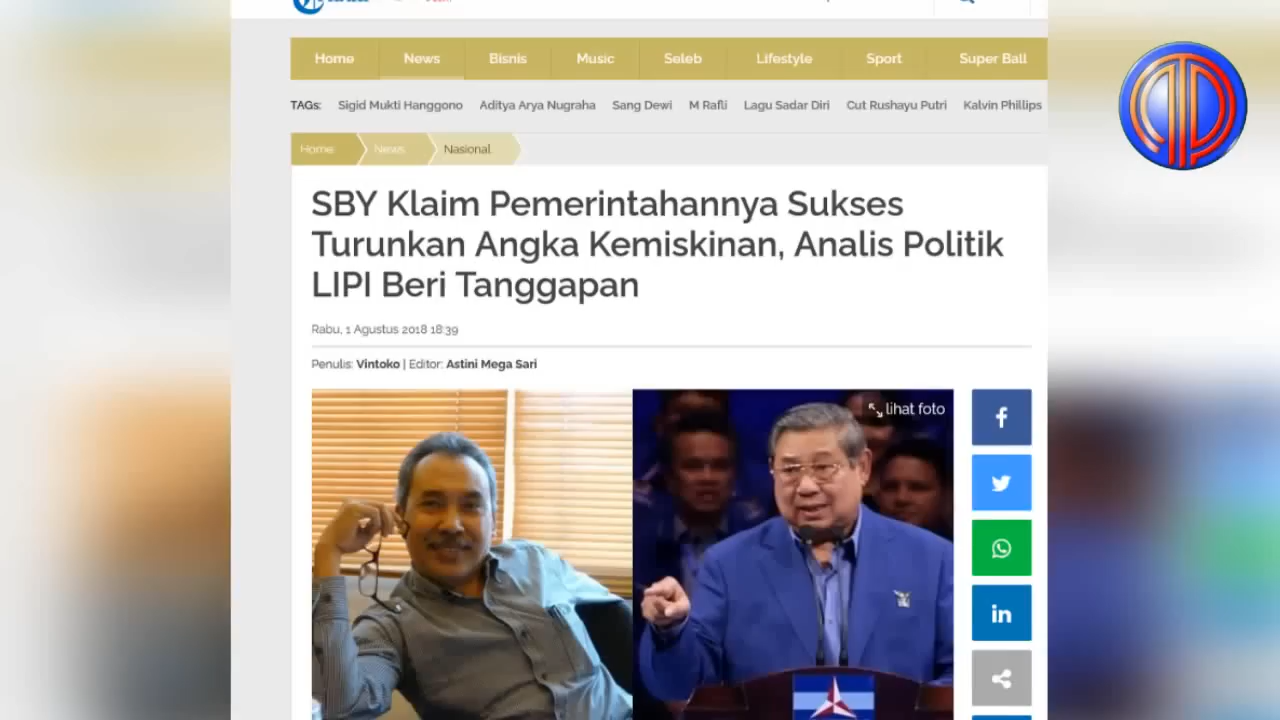 Home News Bisnis Music Seleb Lifestyle Sport Super Ball
TAGs: Sigid Mukti Hanggono Aditya Arya Nugraha Sang Dewi M Rafli Lagu Sadar Diri Cut Rushayu Putri Kalvin Phillips
Home News Nasional
SBY Klaim Pemerintahannya Sukses
Turunkan Angka Kemiskinan, Analis Politik
LIPI Beri Tanggapan
Rabu, 1 Agustus 2018 18:39
Penulis: Vintoko | Editor: Astini Mega Sari
lihat foto